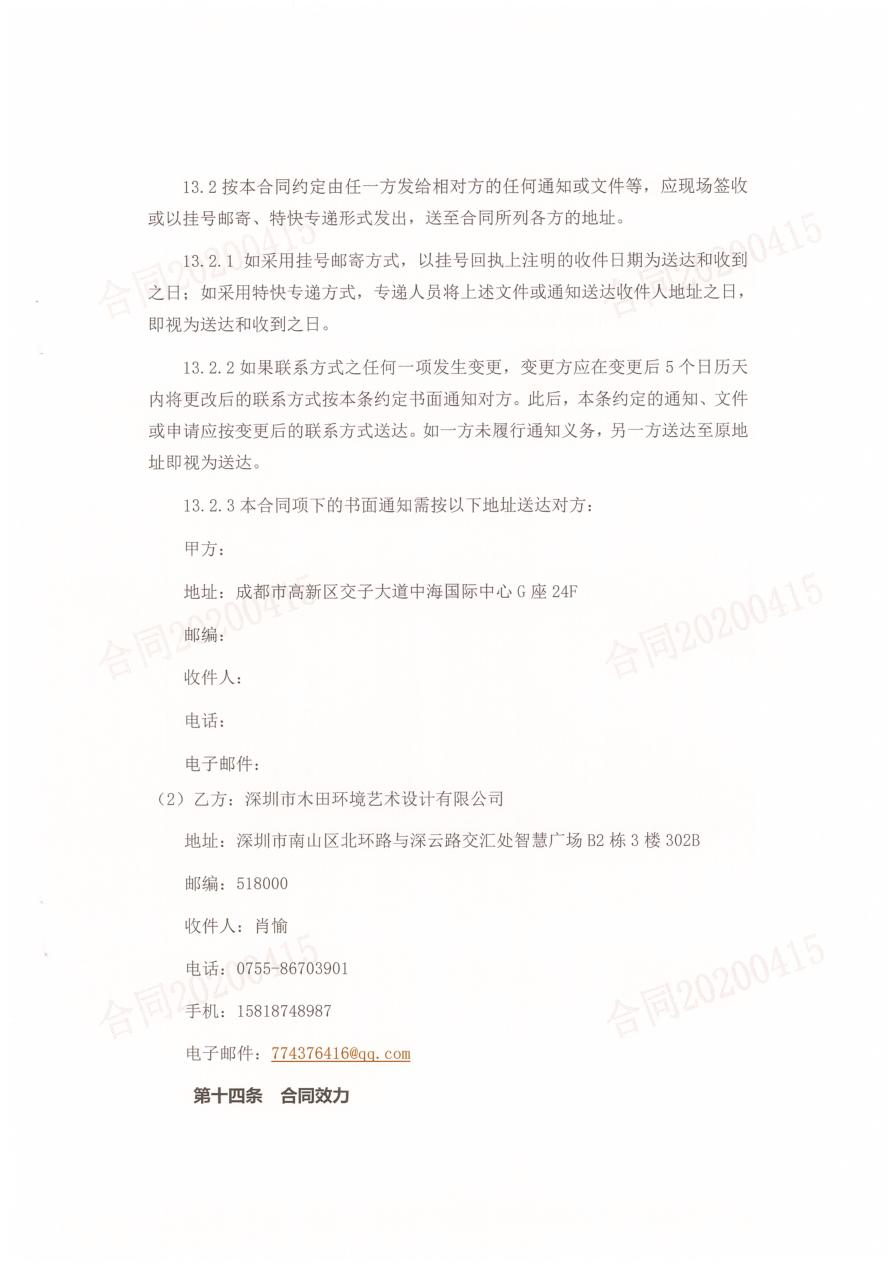 13.2 按本合同约定由任一方发给相对方的任何通知或文件等，应现场签收
或以挂号邮寄、特快专递形式发出，送至合同所列各方的地址。
13.2.1 如采用挂号邮寄方式，以挂号回执上注明的收件日期为送达和收到
之日；如采用特快专递方式，专递人员将上述文件或通知送达收件人地址之日，
即视为送达和收到之日。
13.2.2 如果联系方式之任何一项发生变更，变更方应在变更后 5 个日历天
内将更改后的联系方式按本条约定书面通知对方。此后，本条约定的通知、文件
或申请应按变更后的联系方式送达。如一方未履行通知义务，另一方送达至原地
址即视为送达。
13.2.3 本合同项下的书面通知需按以下地址送达对方：
甲方：
地址：成都市高新区交子大道中海国际中心 G 座 24F
邮编：
收件人：
电话：
电子邮件：
（2）乙方：深圳市木田环境艺术设计有限公司
地址：深圳市南山区北环路与深云路交汇处智慧广场 B2 栋 3 楼 302B
邮编：518000
收件人：肖愉
电话：0755-86703901
手机：15818748987
电子邮件：774376416@qq.com
第十四条 合同效力
合同20200415
合同20200415
合同20200415
合同20200415
合同20200415
合同20200415